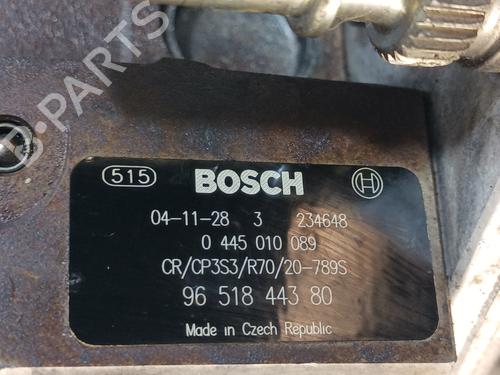 B-PARTS
515 BOSCH
04-11-28 3 234648
0 445 010 089
CR/CP3S3/R70/20-789S
96 518 443 80
Made in Czech Republic